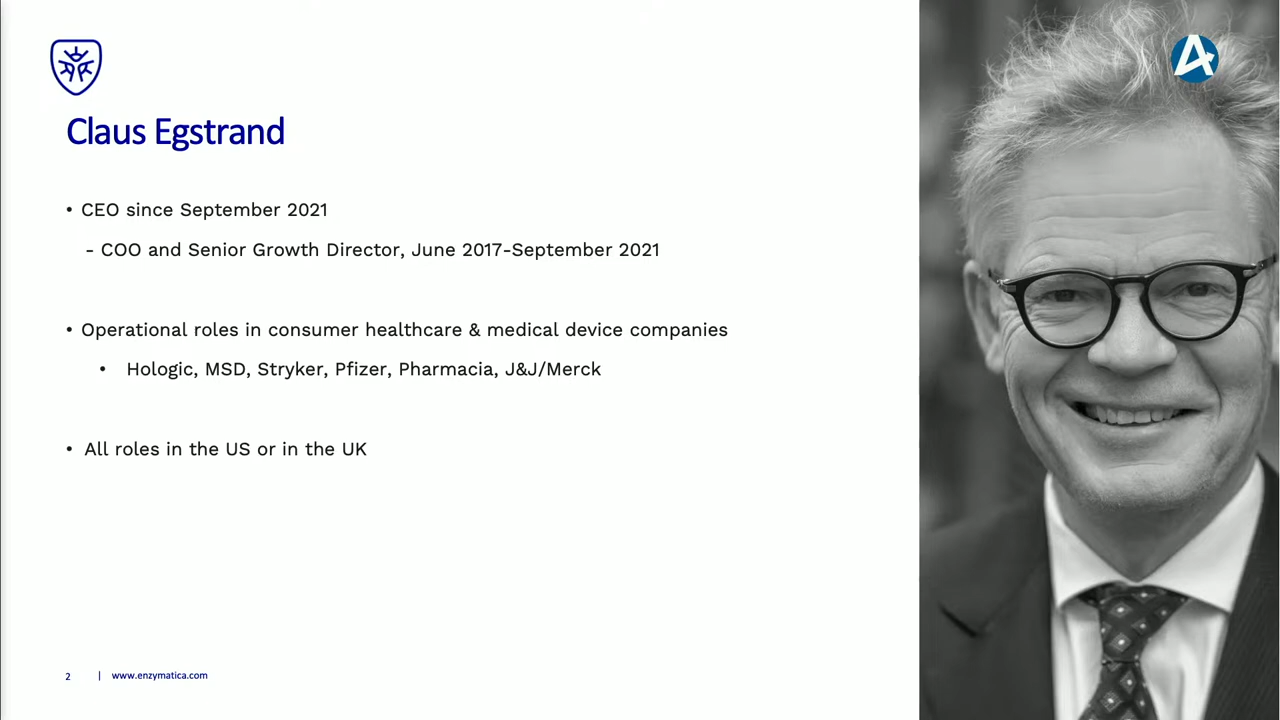 Claus Egstrand
• CEO since September 2021
- COO and Senior Growth Director, June 2017-September 2021
• Operational roles in consumer healthcare & medical device companies
• Hologic, MSD, Stryker, Pfizer, Pharmacia, J&J/Merck
• All roles in the US or in the UK
2 | www.enzymatica.com